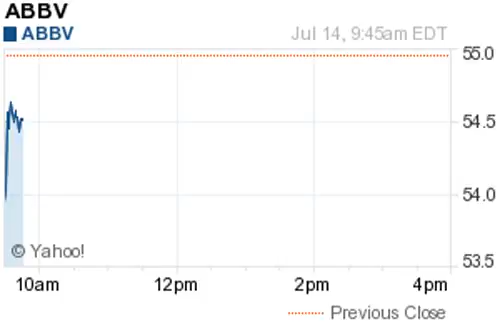 ABBV
ABBV Jul 14, 9:45am EDT
55.0
54.5
54.0
53.5
© Yahoo!
10am 12pm 2pm 4pm
Previous Close